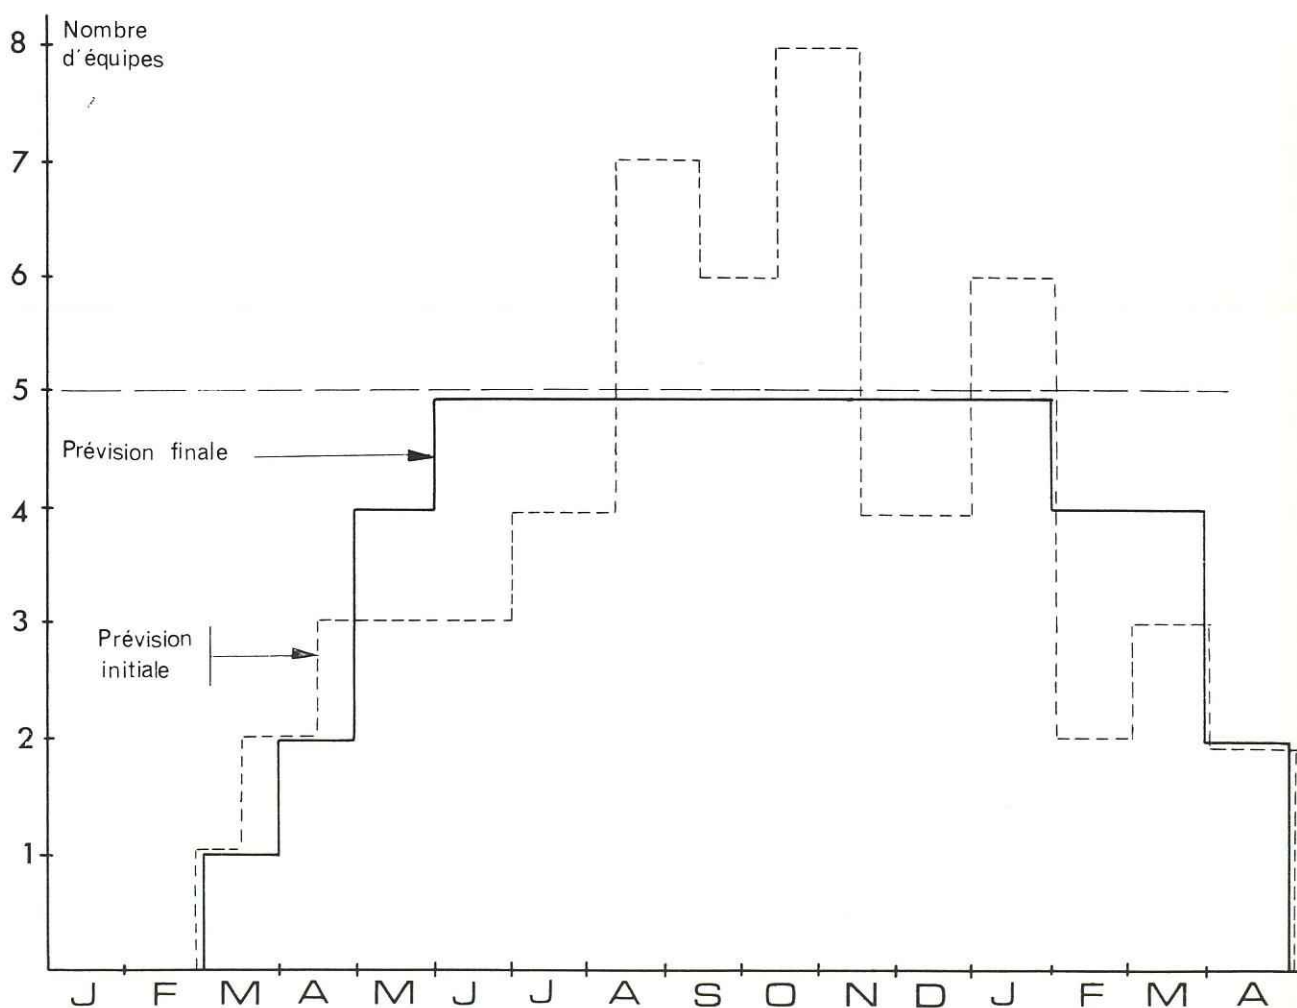 Nombre
d'équipes
8
7
6
5
Prévision finale
4
3
Prévision
initiale
2
1
J F M A M J J A S O N D J F M A